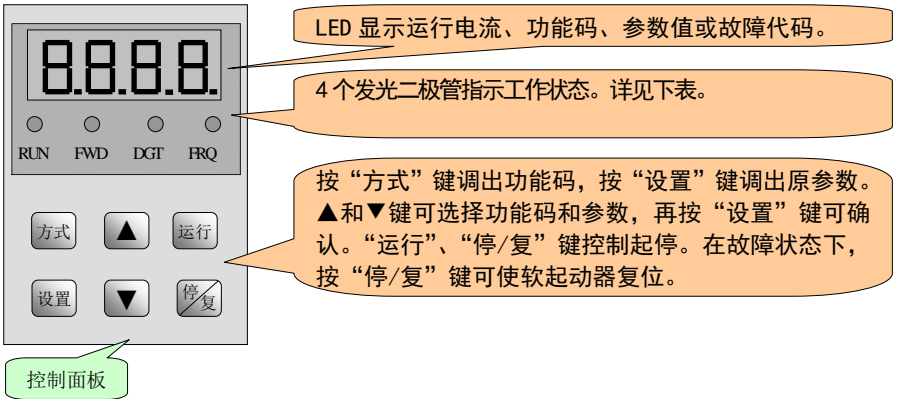 LED 显示运行电流、功能码、参数值或故障代码。
8.8.8.8.
4 个发光二极管指示工作状态。详见下表。
RUN FWD DGT FRQ
按“方式”键调出功能码，按“设置”键调出原参数。
▲和▼键可选择功能码和参数，再按“设置”键可确
认。“运行”、“停/复”键控制起停。在故障状态下，
按“停/复”键可使软起动器复位。
方式 ▲ 运行
设置 ▼ 停/复
控制面板